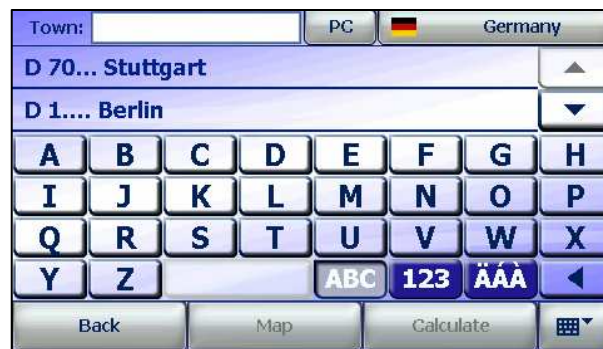 Town: PC Germany
D 70... Stuttgart
D 1.... Berlin
A B C D E F G H
I J K L M N O P
Q R S T U V W X
Y Z ABC 123 ÄÁÀ
Back Map Calculate